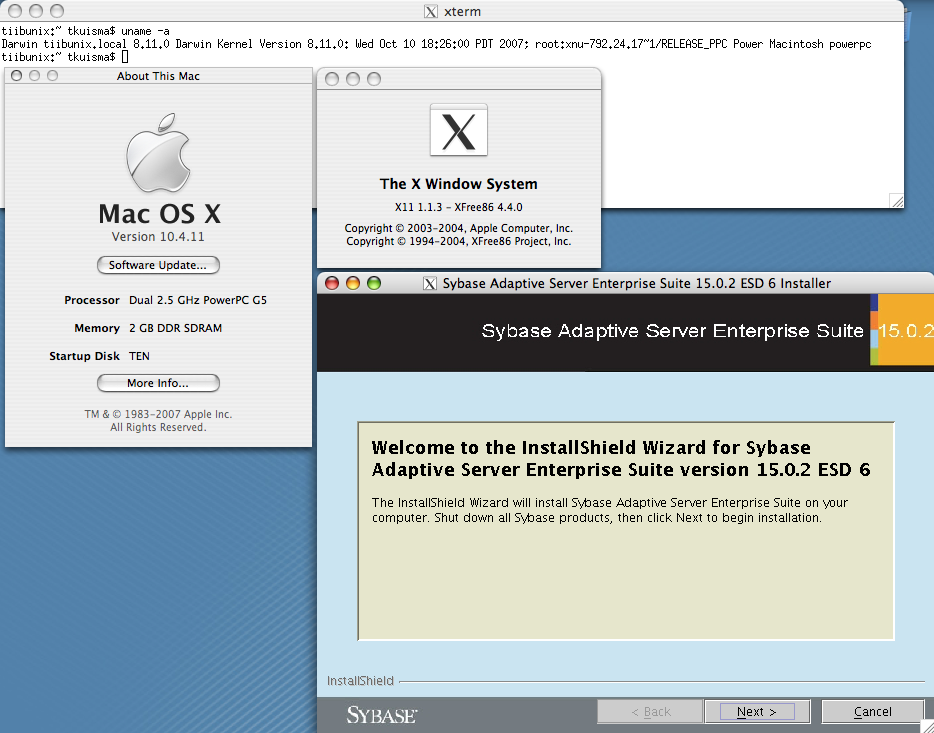 X xterm
tiibunix:~ tkuisma$ uname -a
Darwin tiibunix.local 8.11.0 Darwin Kernel Version 8.11.0: Wed Oct 10 18:26:00 PDT 2007; root:xnu-792.24.17~1/RELEASE_PPC Power Macintosh powerpc
tiibunix:~ tkuisma$
About This Mac
Mac OS X
Version 10.4.11
Software Update...
Processor Dual 2.5 GHz PowerPC G5
Memory 2 GB DDR SDRAM
Startup Disk TEN
More Info...
TM & © 1983-2007 Apple Inc.
All Rights Reserved.
X
The X Window System
X11 1.1.3 - XFree86 4.4.0
Copyright © 2003-2004, Apple Computer, Inc.
Copyright © 1994-2004, XFree86 Project, Inc.
X Sybase Adaptive Server Enterprise Suite 15.0.2 ESD 6 Installer
Sybase Adaptive Server Enterprise Suite 15.0.2
Welcome to the InstallShield Wizard for Sybase
Adaptive Server Enterprise Suite version 15.0.2 ESD 6
The InstallShield Wizard will install Sybase Adaptive Server Enterprise Suite on your
computer. Shut down all Sybase products, then click Next to begin installation.
InstallShield
SYBASE < Back Next > Cancel